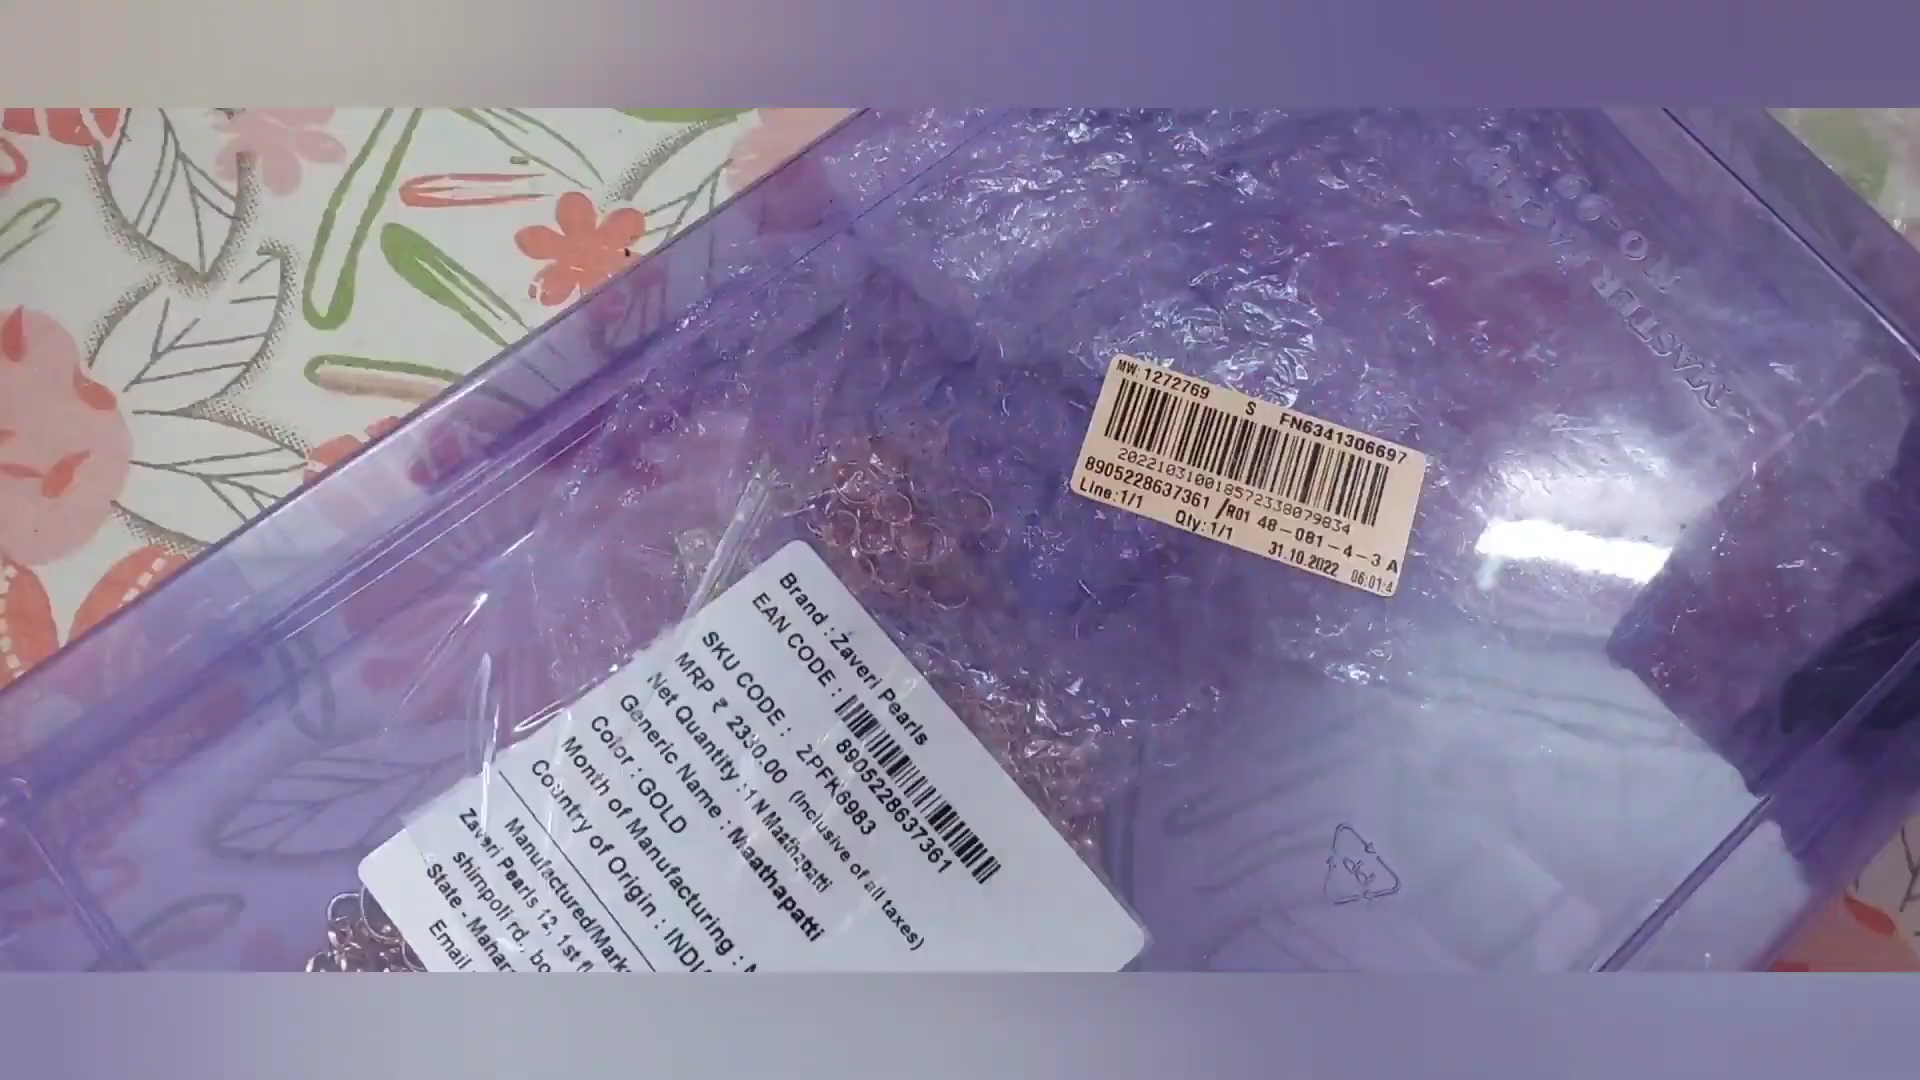 MW: 1272769 S FN6341306697
20221031001857233807​9834
8905228637361 /R01 48-081-4-3 A
Line:1/1 Qty:1/1 31.10.2022 06:01:4
Brand : Zaveri Pearls
EAN CODE :
8905228637361
SKU CODE : ZPFK6983
MRP ₹ 2330.00 (Inclusive of all taxes)
Net Quantity : 1 N Maathapatti
Generic Name : Maathapatti
Color : GOLD
Month of Manufacturing :
Country of Origin : INDI
Manufactured/Mark
Zaveri Pearls 12, 1st fl
shimpoli rd., bo
State - Mahar
Email
MASTER